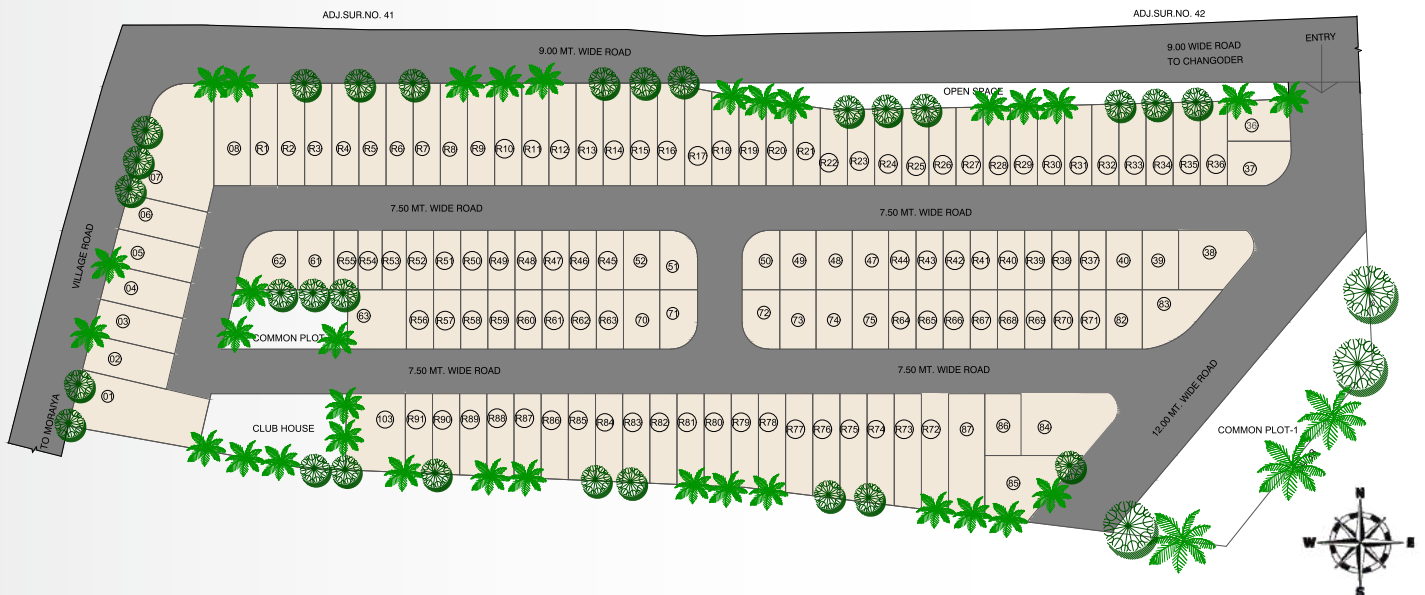 ADJ.SUR.NO. 41
ADJ.SUR.NO. 42
9.00 MT. WIDE ROAD
9.00 WIDE ROAD
TO CHANGODER
ENTRY
OPEN SPACE
36
08 R1 R2 R3 R4 R5 R6 R7 R8 R9 R10 R11 R12 R13 R14 R15 R16 R17 R18 R19 R20 R21 R22 R23 R24 R25 R26 R27 R28 R29 R30 R31 R32 R33 R34 R35 R36 37
07
06
05
04
03
02
01
VILLAGE ROAD
TO MORAIYA
7.50 MT. WIDE ROAD
7.50 MT. WIDE ROAD
62 61 R55 R54 R53 R52 R51 R50 R49 R48 R47 R46 R45 52 51
50 49 48 47 R44 R43 R42 R41 R40 R39 R38 R37 40 39 38
63 R56 R57 R58 R59 R60 R61 R62 R63 70 71
72 73 74 75 R64 R65 R66 R67 R68 R69 R70 R71 82 83
COMMON PLOT
7.50 MT. WIDE ROAD
7.50 MT. WIDE ROAD
12.00 MT. WIDE ROAD
CLUB HOUSE
103 R91 R90 R89 R88 R87 R86 R85 R84 R83 R82 R81 R80 R79 R78 R77 R76 R75 R74 R73 R72 87 86 84
85
COMMON PLOT-1
N
W E
S